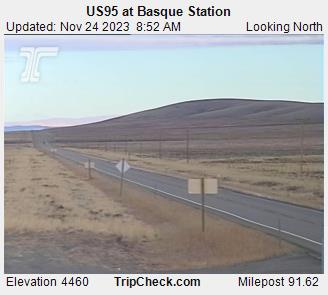 US95 at Basque Station
Updated: Nov 24 2023 8:52 AM Looking North
Elevation 4460 TripCheck.com Milepost 91.62